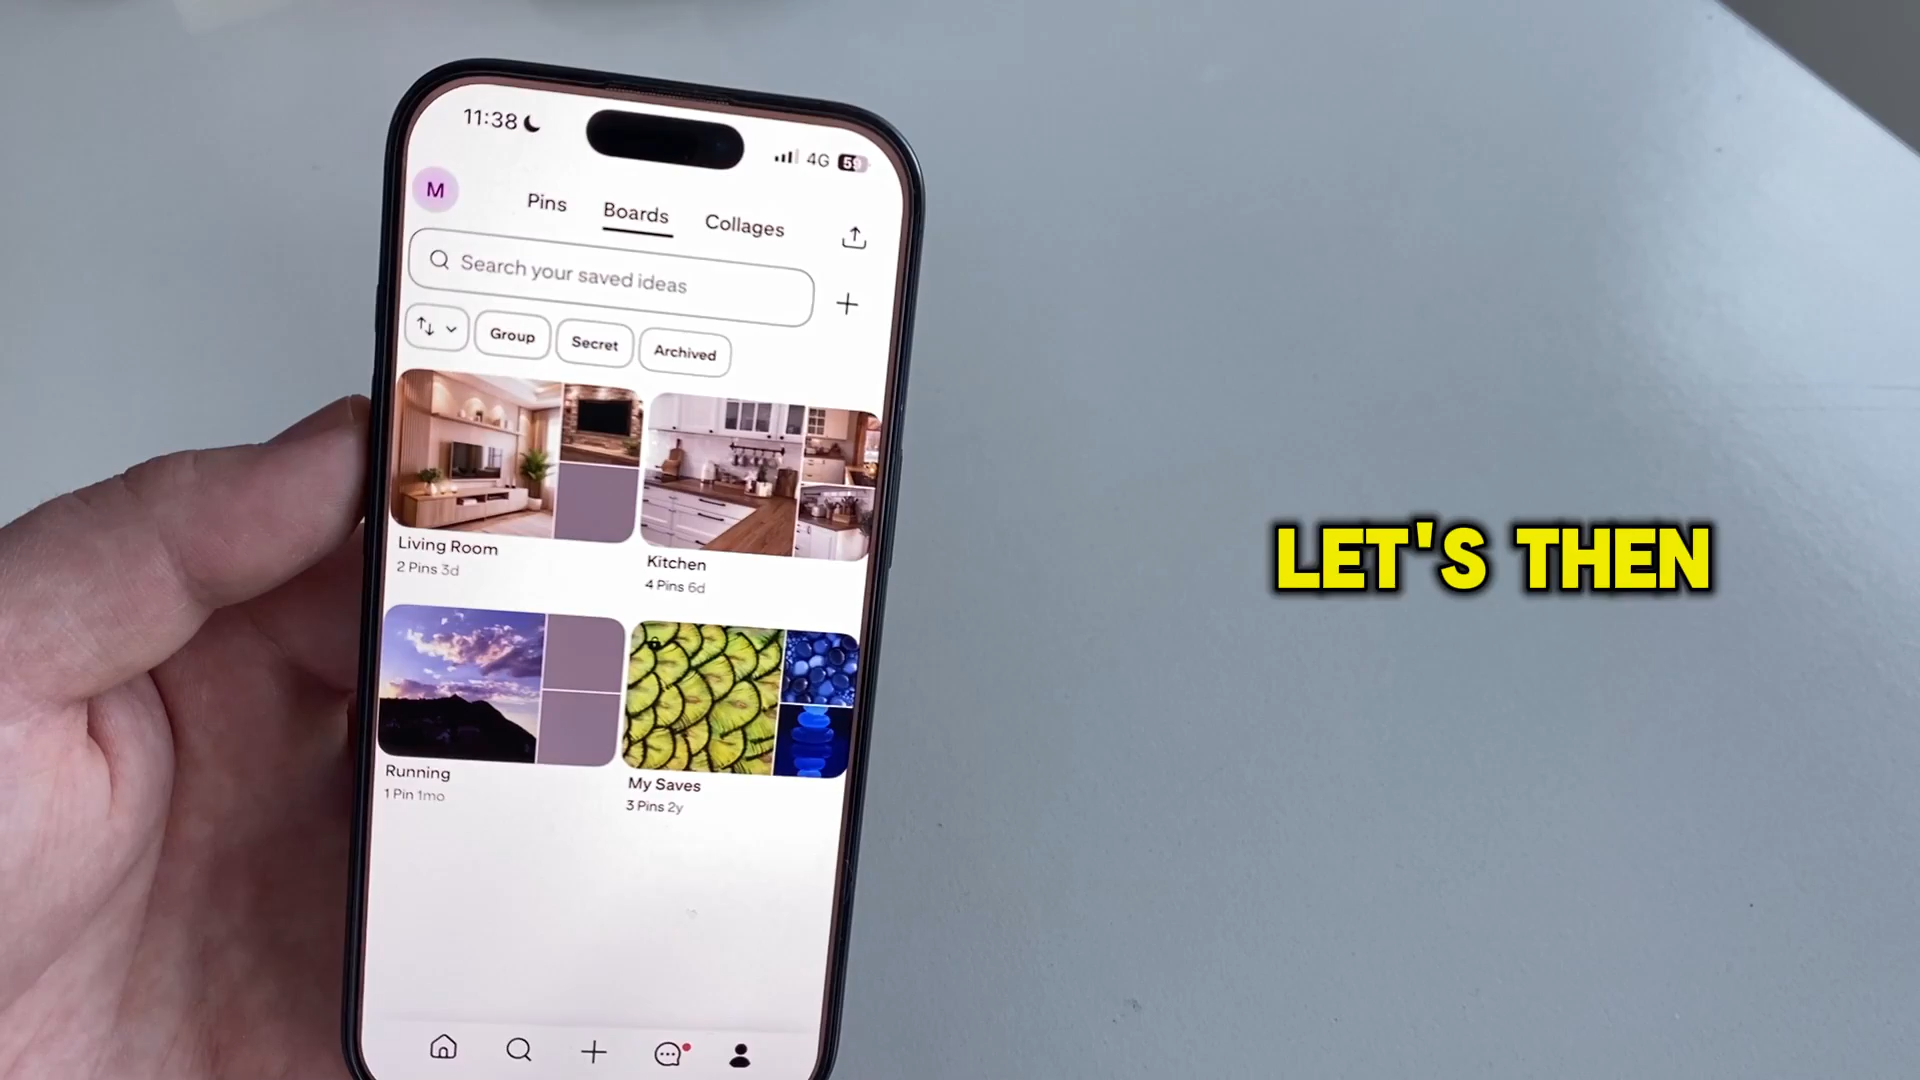 11:38
4G 59
M
Pins Boards Collages
Search your saved ideas
Group Secret Archived
Living Room
2 Pins 3d
Kitchen
4 Pins 6d
Running
1 Pin 1mo
My Saves
3 Pins 2y
LET'S THEN